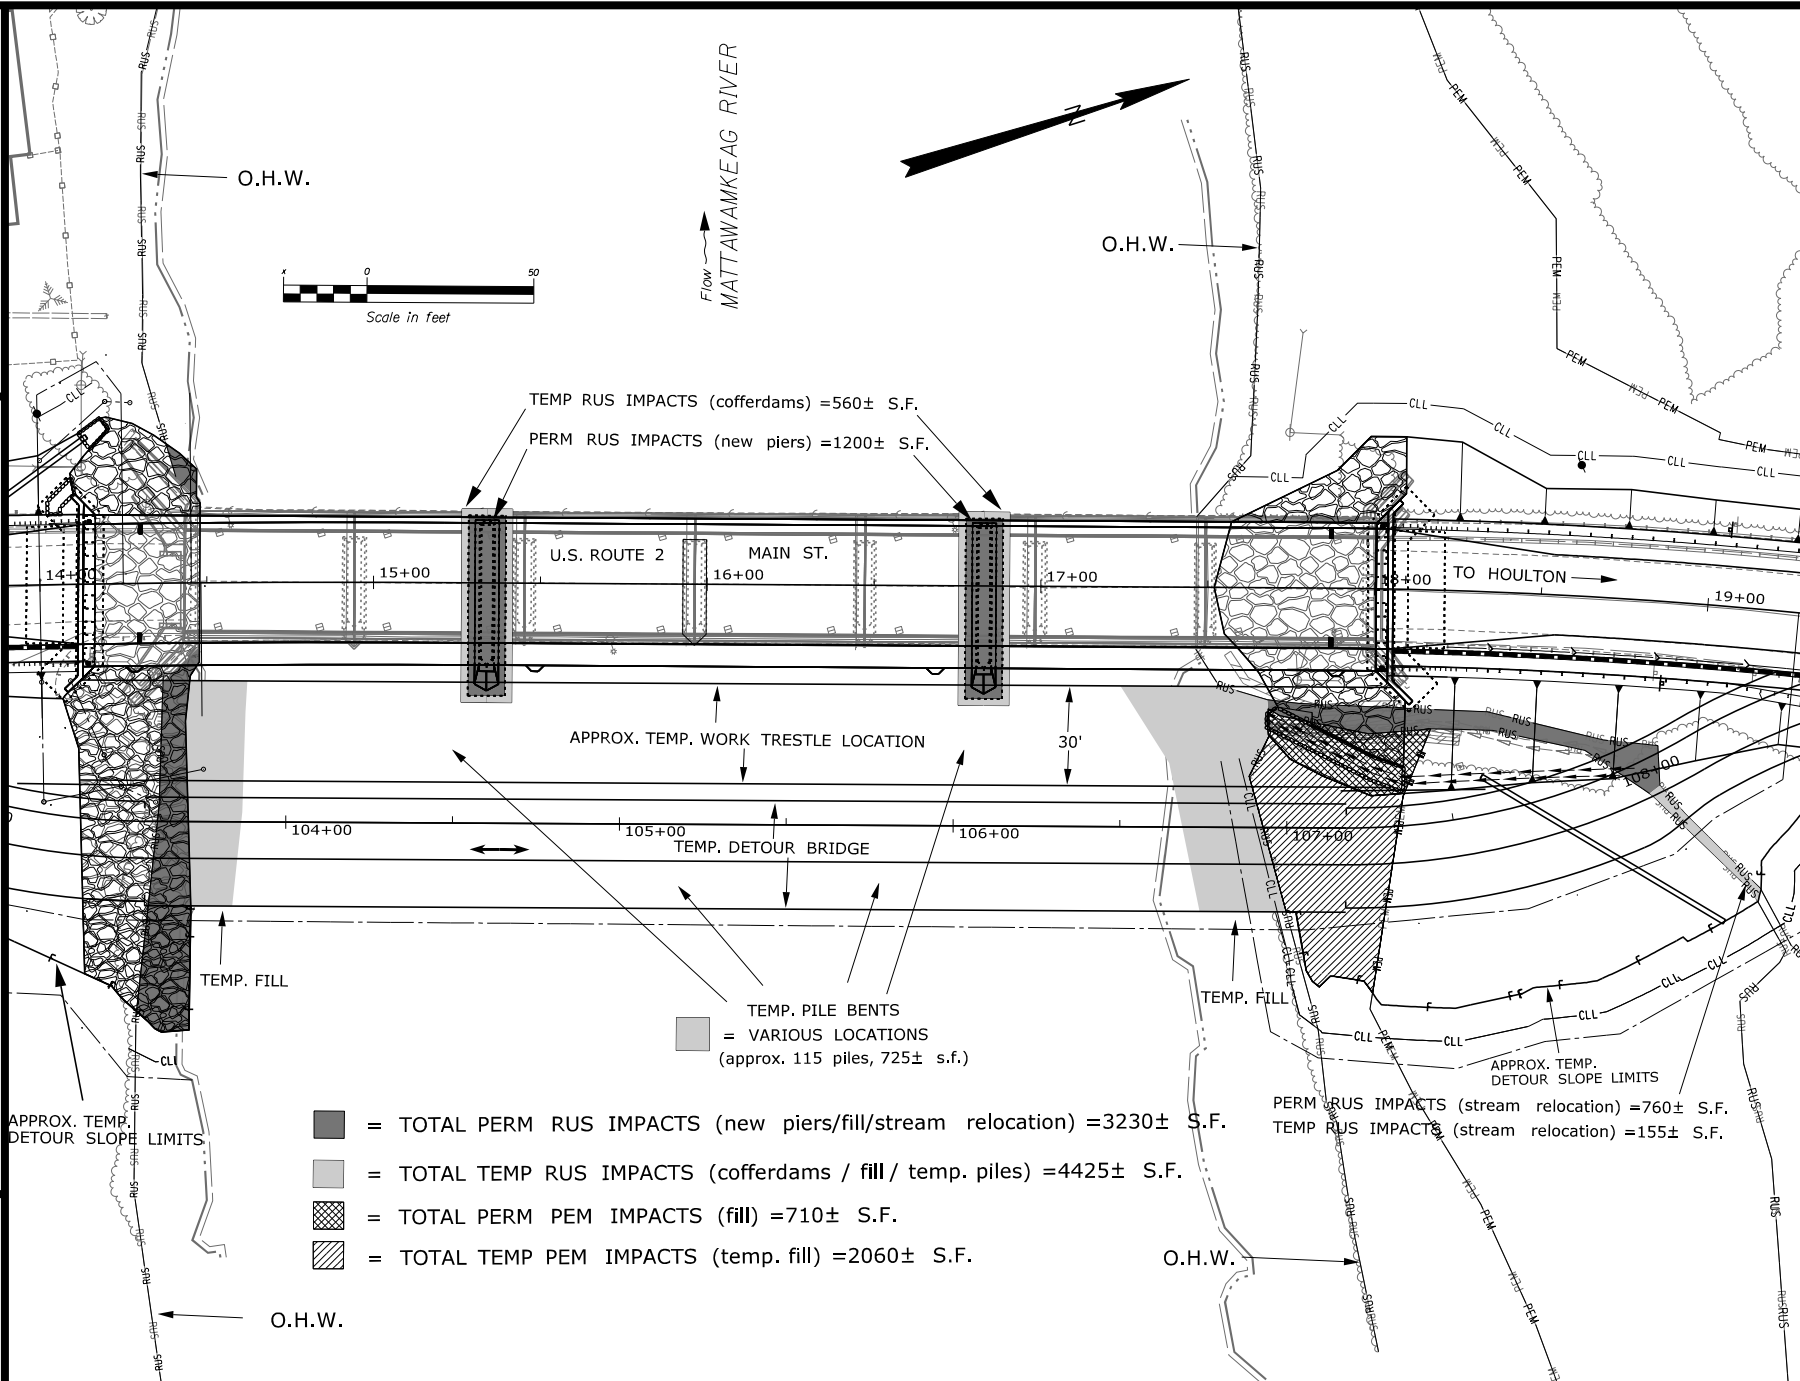 O.H.W.
Flow
MATTAWAMKEAG RIVER
N
O.H.W.
x 0 50
Scale in feet
TEMP RUS IMPACTS (cofferdams) =560± S.F.
PERM RUS IMPACTS (new piers) =1200± S.F.
U.S. ROUTE 2 MAIN ST.
14+00 15+00 16+00 17+00 18+00 19+00
TO HOULTON
APPROX. TEMP. WORK TRESTLE LOCATION
30'
104+00 105+00 106+00 107+00 108+00
TEMP. DETOUR BRIDGE
TEMP. FILL
TEMP. FILL
TEMP. PILE BENTS
= VARIOUS LOCATIONS
(approx. 115 piles, 725± s.f.)
APPROX. TEMP.
DETOUR SLOPE LIMITS
APPROX. TEMP.
DETOUR SLOPE LIMITS
PERM RUS IMPACTS (stream relocation) =760± S.F.
TEMP RUS IMPACTS (stream relocation) =155± S.F.
= TOTAL PERM RUS IMPACTS (new piers/fill/stream relocation) =3230± S.F.
= TOTAL TEMP RUS IMPACTS (cofferdams / fill / temp. piles) =4425± S.F.
= TOTAL PERM PEM IMPACTS (fill) =710± S.F.
= TOTAL TEMP PEM IMPACTS (temp. fill) =2060± S.F.
O.H.W.
O.H.W.
RUS
PEM
CLL